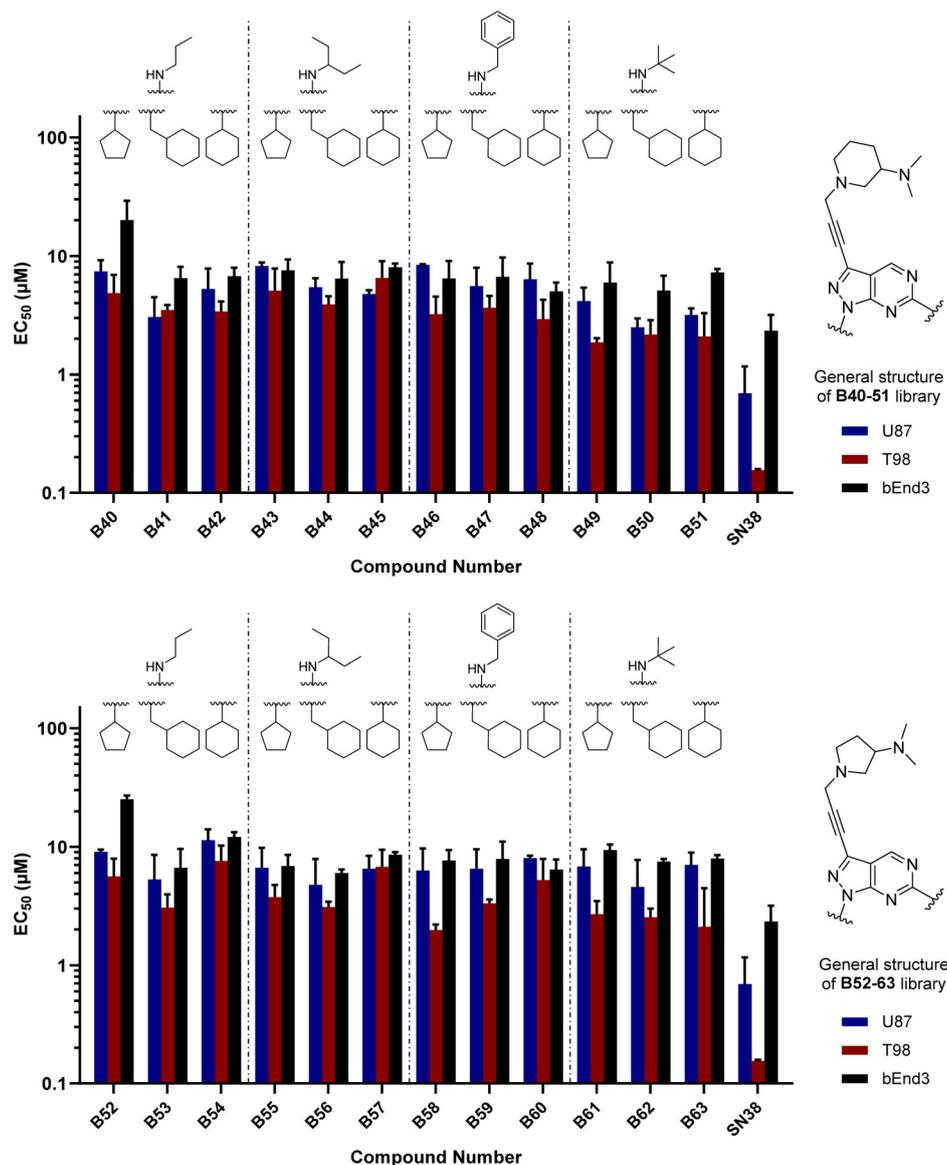 HN
HN
HN
HN
100
10
1
0.1
EC50 (µM)
B40
B41
B42
B43
B44
B45
B46
B47
B48
B49
B50
B51
SN38
Compound Number
N
N
N
N
N
N
N
General structure
of B40-51 library
U87
T98
bEnd3
HN
HN
HN
HN
100
10
1
0.1
EC50 (µM)
B52
B53
B54
B55
B56
B57
B58
B59
B60
B61
B62
B63
SN38
Compound Number
N
N
N
N
N
N
General structure
of B52-63 library
U87
T98
bEnd3